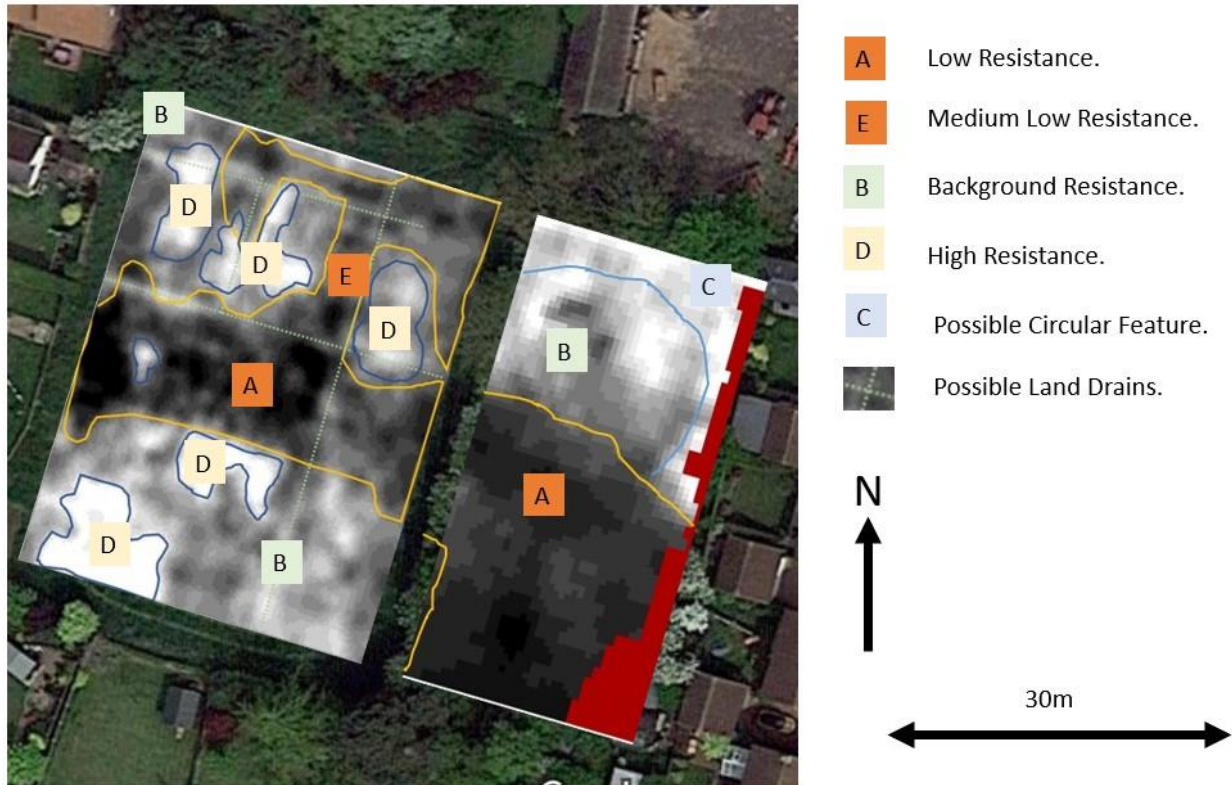 B
D
D
E
D
A
D
D
B
C
B
A
A Low Resistance.
E Medium Low Resistance.
B Background Resistance.
D High Resistance.
C Possible Circular Feature.
Possible Land Drains.
N
30m